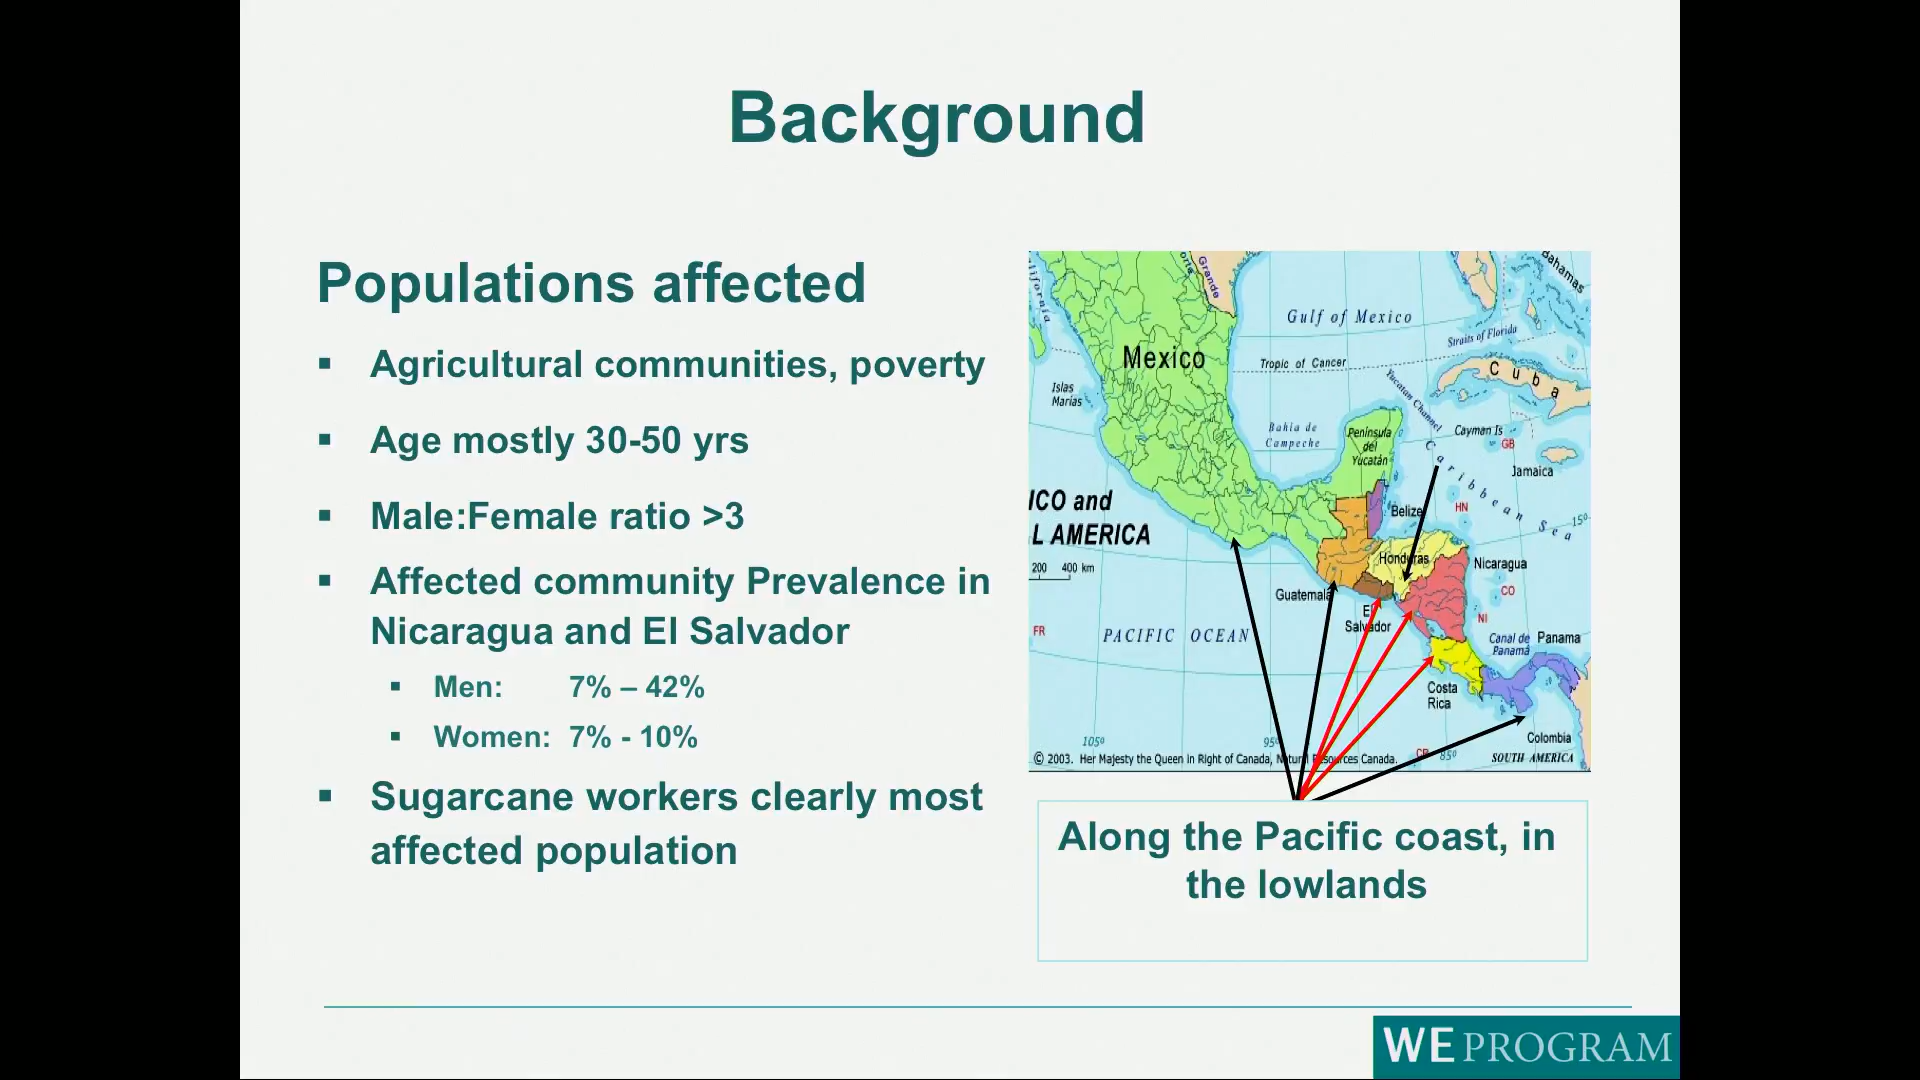 Background
Populations affected
Agricultural communities, poverty
Age mostly 30-50 yrs
Male:Female ratio >3
Affected community Prevalence in
Nicaragua and El Salvador
Men: 7% – 42%
Women: 7% - 10%
Sugarcane workers clearly most
affected population
Grande
Bahamas
Gulf of Mexico
Straits of Florida
Mexico
Tropic of Cancer
Cuba
Islas
Marías
Yucatan Channel
Bahía de
Campeche
Península
del
Yucatán
Cayman Is
GB
Jamaica
Caribbean Sea
ICO and
L AMERICA
Belize
HN
15º
200 400 km
Honduras
Nicaragua
Guatemala
CO
El
Salvador
NI
FR
PACIFIC OCEAN
Canal de
Panamá
Panama
Costa
Rica
105º
95º
85º
CR
Colombia
SOUTH AMERICA
© 2003. Her Majesty the Queen in Right of Canada, Natural Resources Canada.
Along the Pacific coast, in
the lowlands
WE PROGRAM